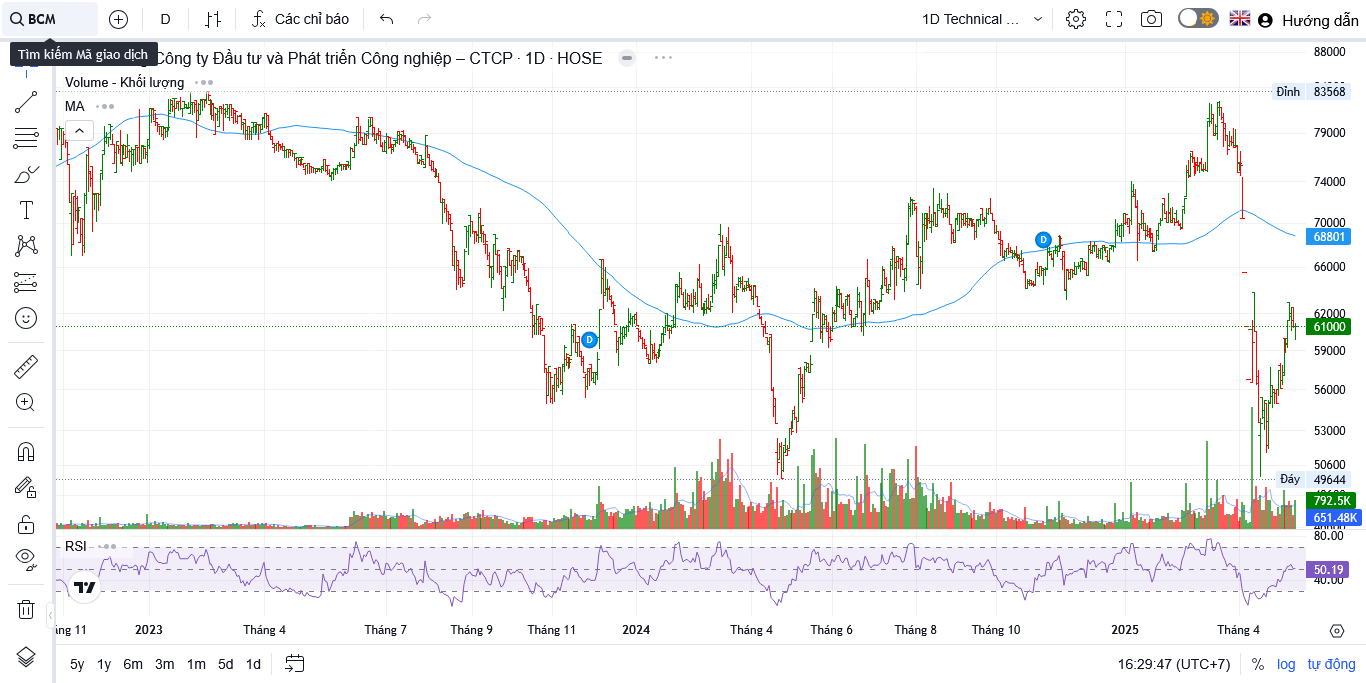 BCM
D
Các chỉ báo
1D Technical ...
Hướng dẫn
Tìm kiếm Mã giao dịch
Công ty Đầu tư và Phát triển Công nghiệp – CTCP · 1D · HOSE
Volume - Khối lượng
MA
T
88000
Đỉnh 83568
79000
74000
70000
68801
66000
62000
61000
59000
56000
53000
50600
Đáy 49644
792.5K
651.48K
D
D
RSI
80.00
50.19
40.00
ng 11
2023
Tháng 4
Tháng 7
Tháng 9
Tháng 11
2024
Tháng 4
Tháng 6
Tháng 8
Tháng 10
2025
Tháng 4
5y 1y 6m 3m 1m 5d 1d
16:29:47 (UTC+7) % log tự động